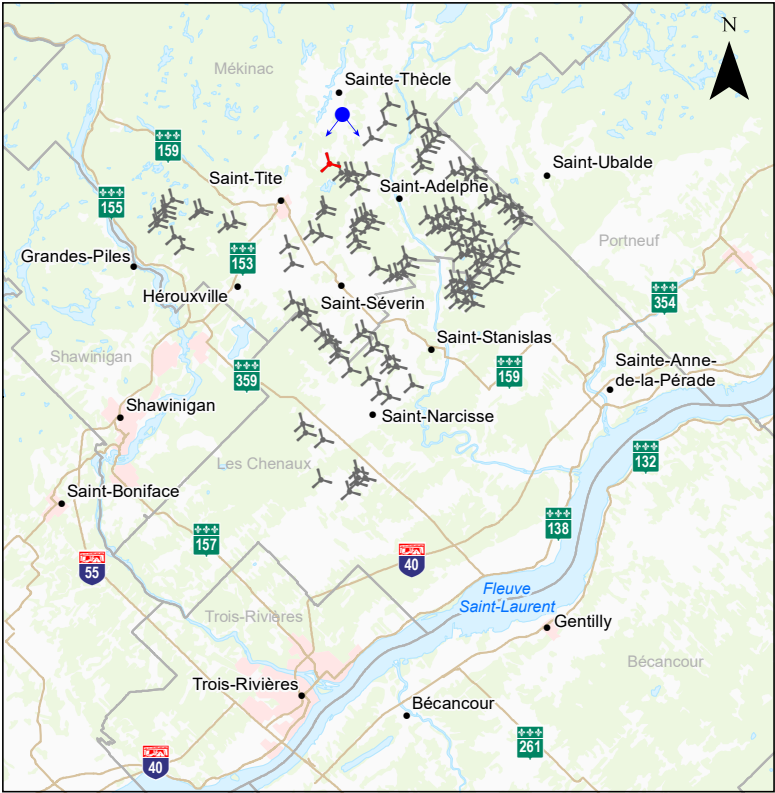 N
Mékinac
Sainte-Thècle
159
Saint-Ubalde
Saint-Tite
Saint-Adelphe
155
Portneuf
Grandes-Piles
153
Hérouxville
354
Saint-Séverin
Saint-Stanislas
Shawinigan
359
159
Sainte-Anne-
de-la-Pérade
Shawinigan
Saint-Narcisse
Les Chenaux
132
Saint-Boniface
138
157
40
55
Fleuve
Saint-Laurent
Trois-Rivières
Gentilly
Bécancour
Trois-Rivières
Bécancour
261
40